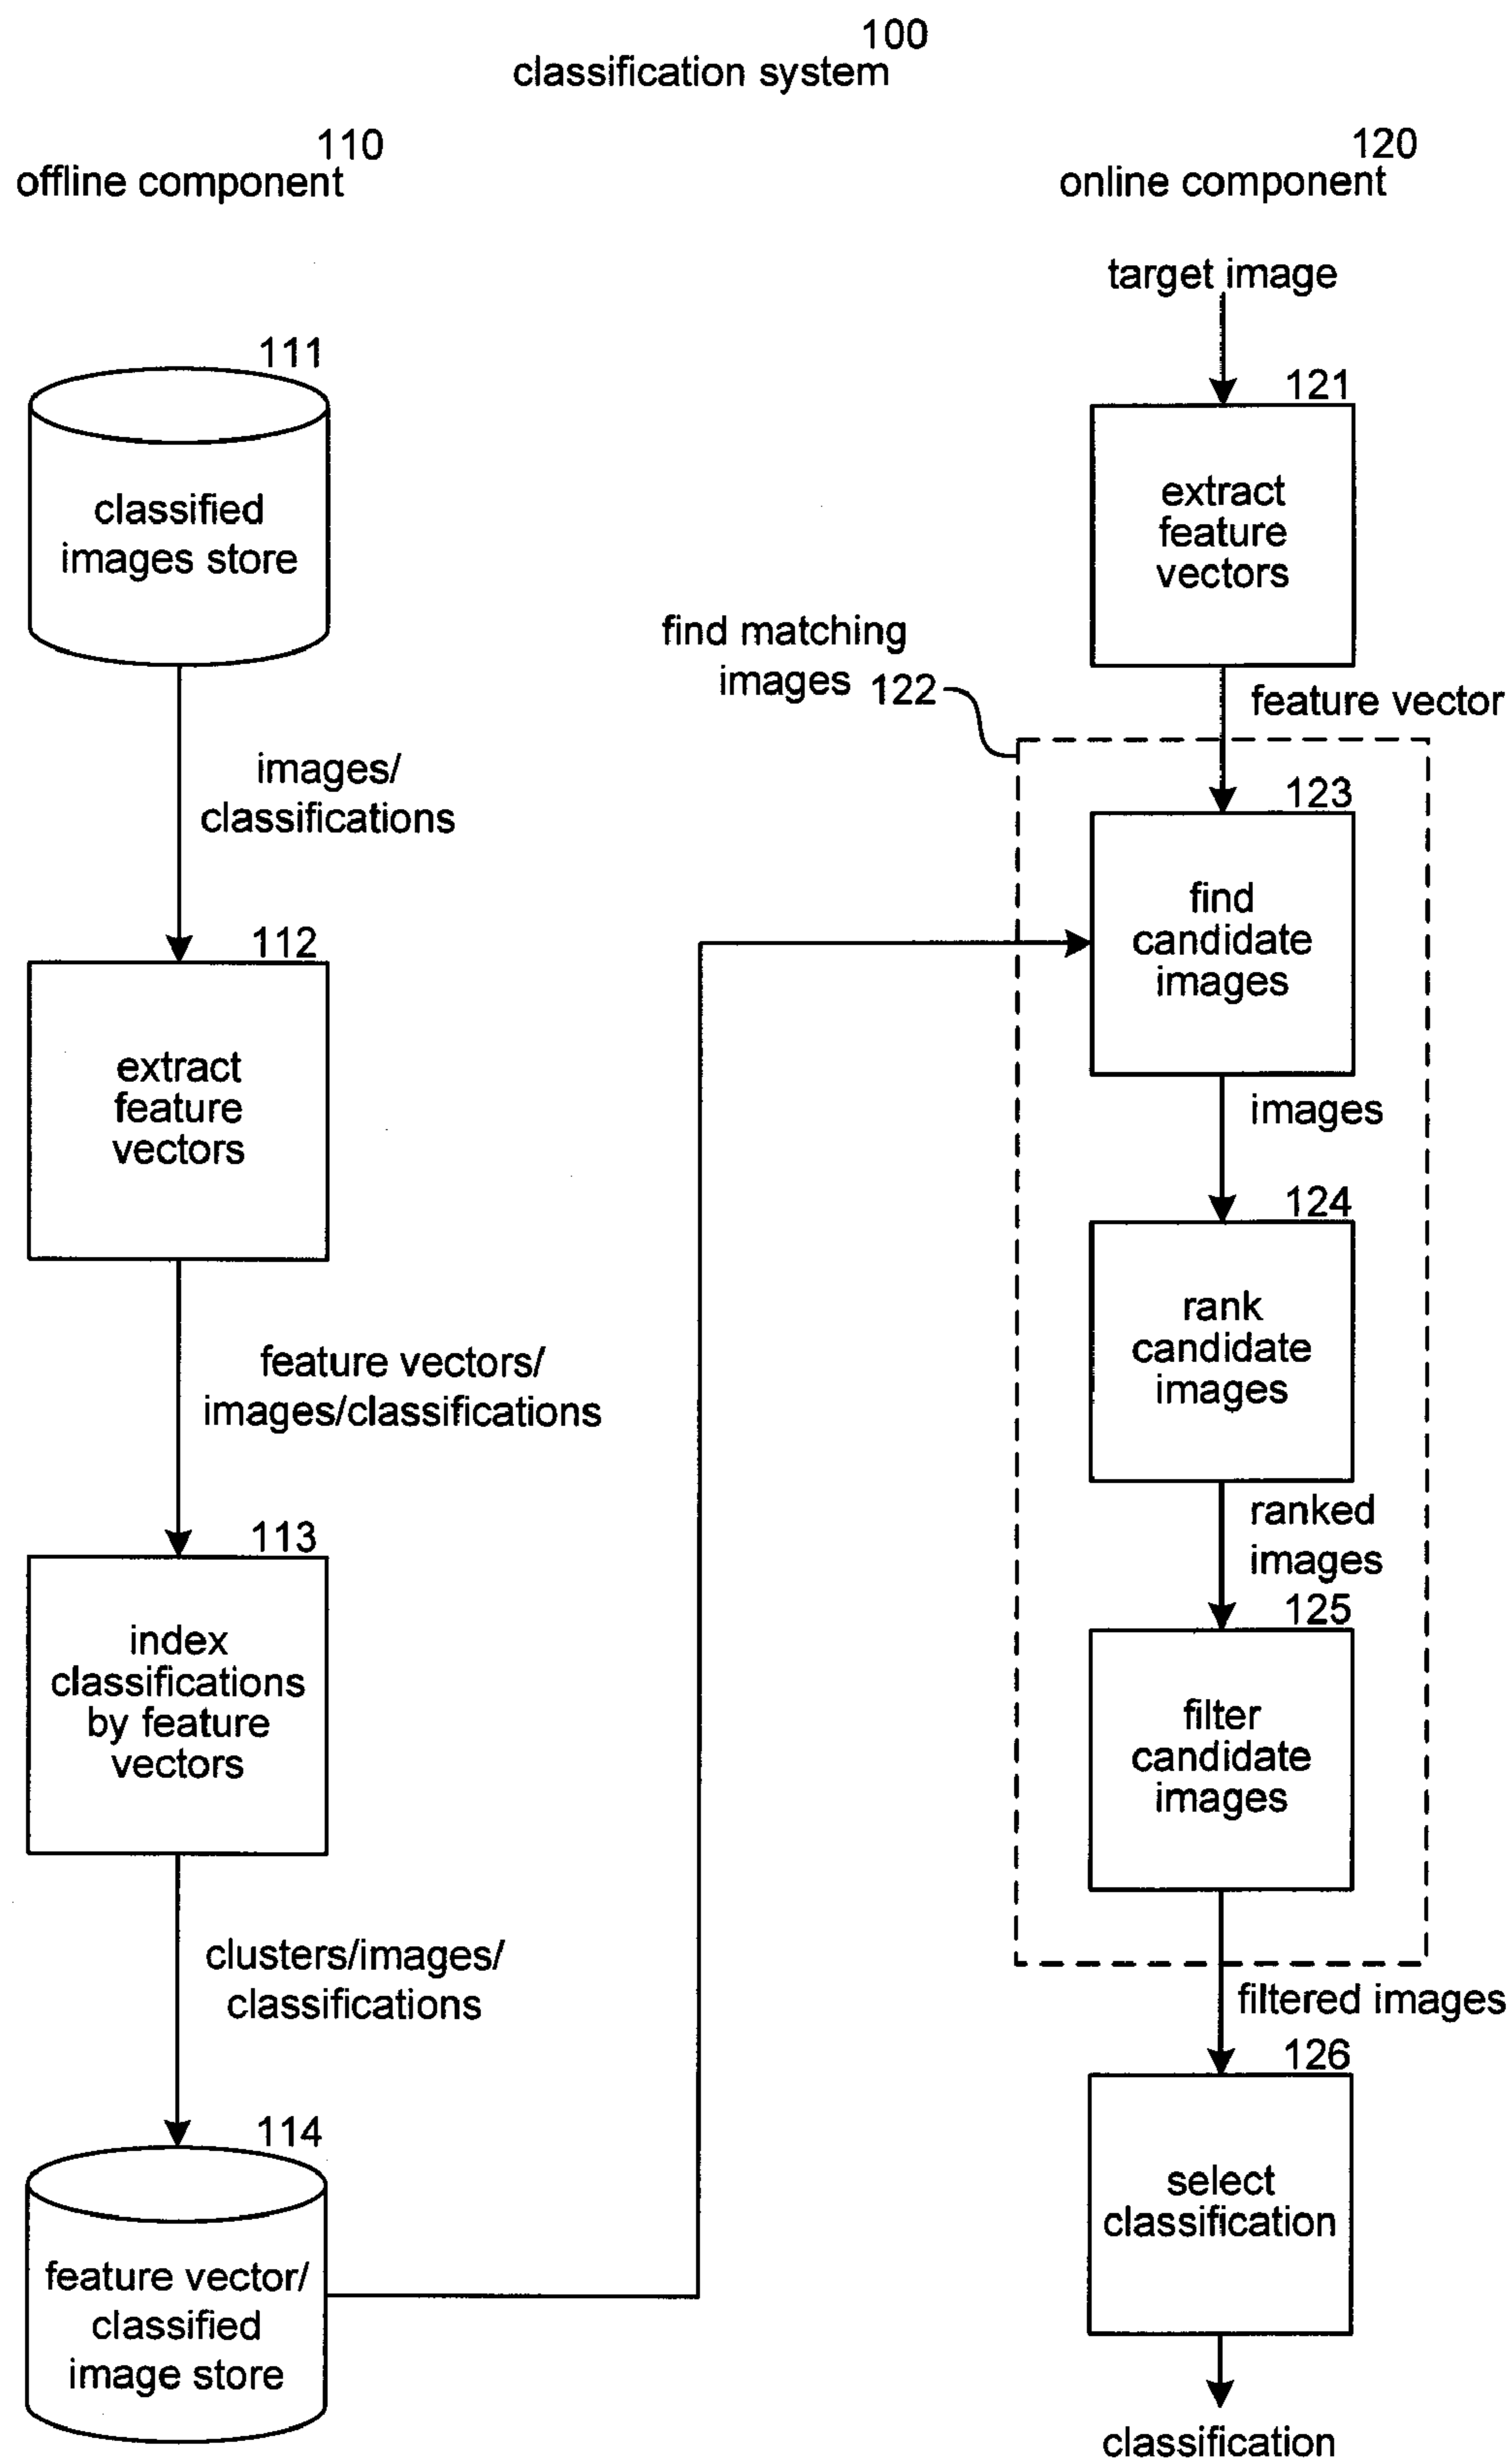 100
classification system
110
offline component
111
classified
images store
images/
classifications
112
extract
feature
vectors
feature vectors/
images/classifications
113
index
classifications
by feature
vectors
clusters/images/
classifications
114
feature vector/
classified
image store
120
online component
target image
121
extract
feature
vectors
feature vector
find matching
images 122
123
find
candidate
images
images
124
rank
candidate
images
ranked
images
125
filter
candidate
images
filtered images
126
select
classification
classification